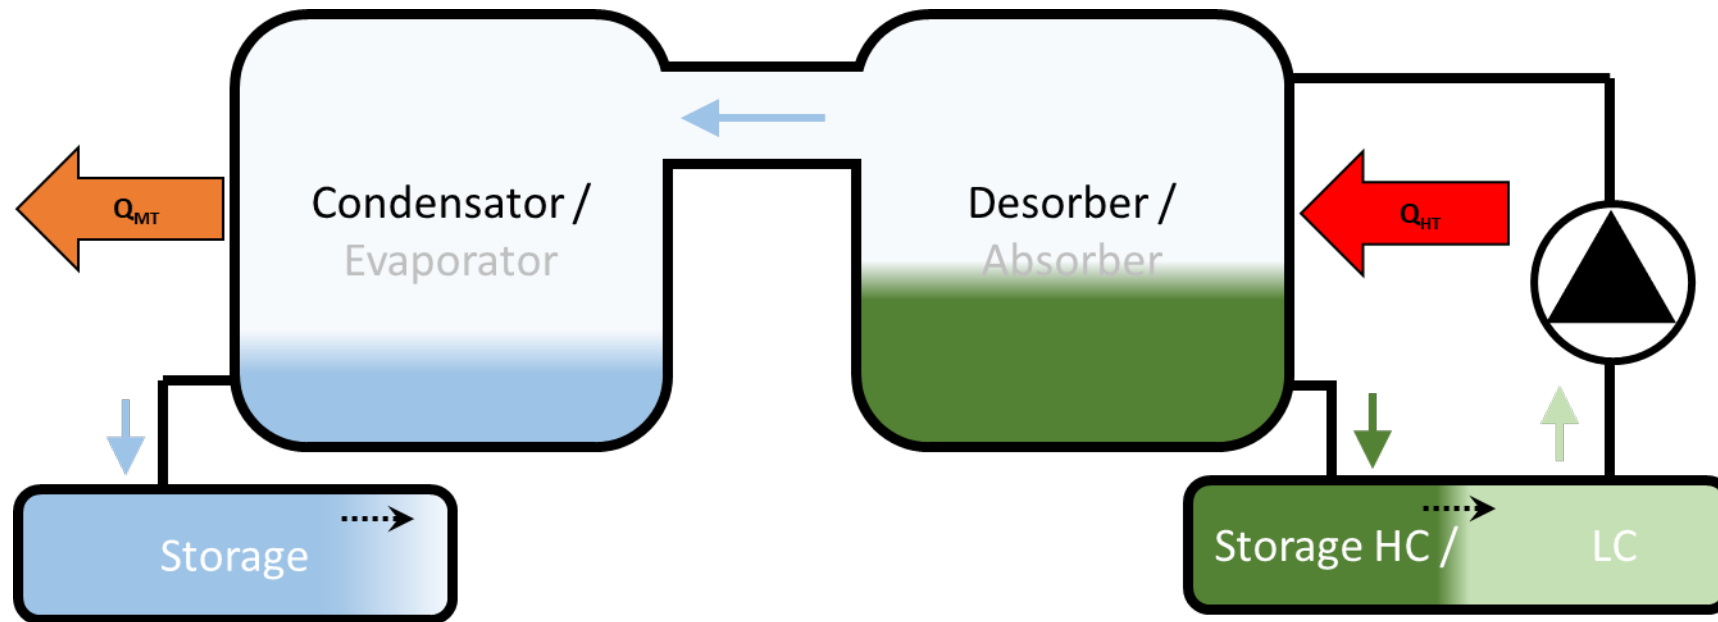 Condensator /
Evaporator
Desorber /
Absorber
Q_MT
Q_HT
Storage
Storage HC /
LC